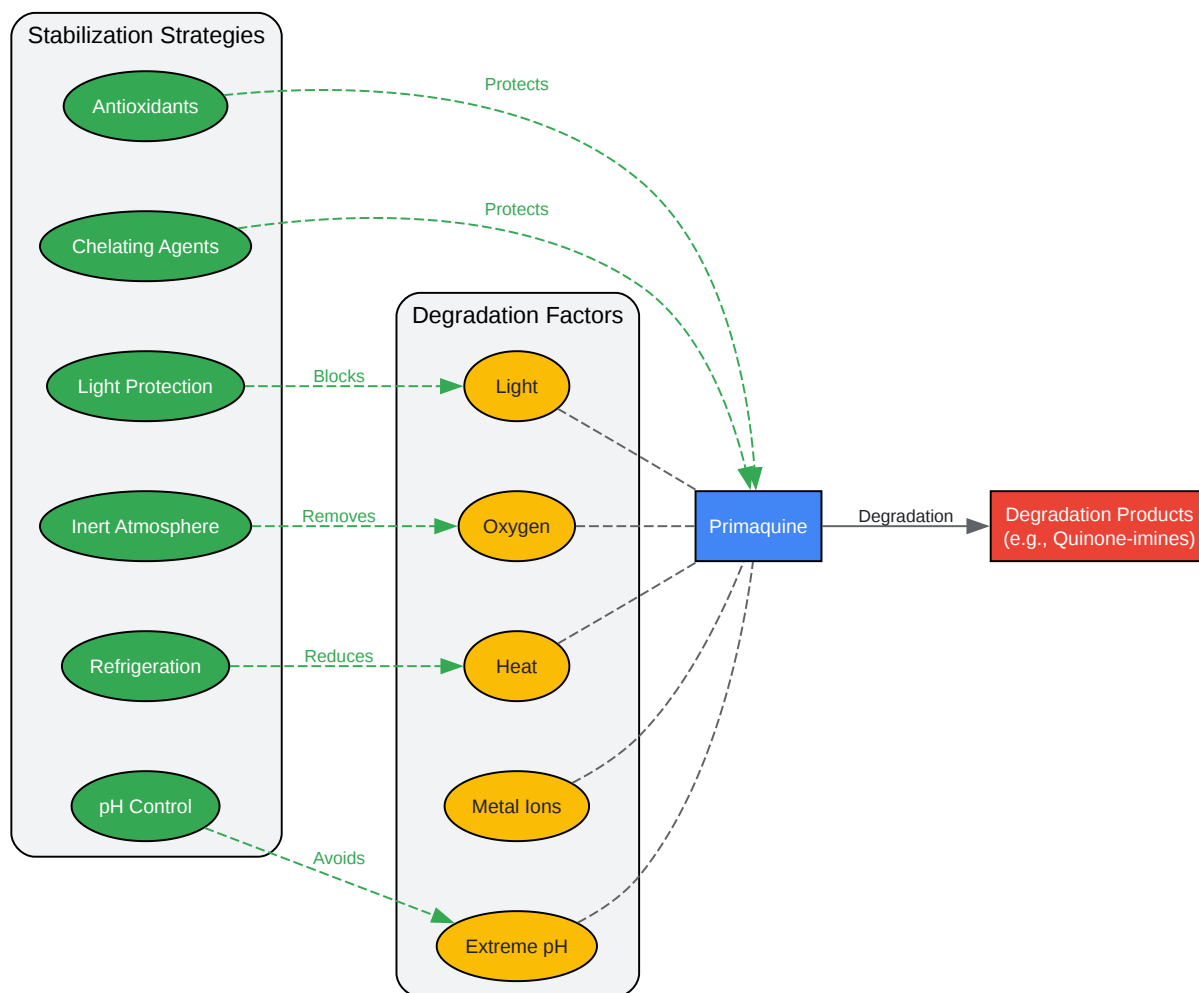 Stabilization Strategies
Antioxidants
Protects
Chelating Agents
Protects
Degradation Factors
Light Protection
Blocks
Light
Inert Atmosphere
Removes
Oxygen
Primaquine
Degradation
Degradation Products
(e.g., Quinone-imines)
Refrigeration
Reduces
Heat
pH Control
Metal Ions
Avoids
Extreme pH